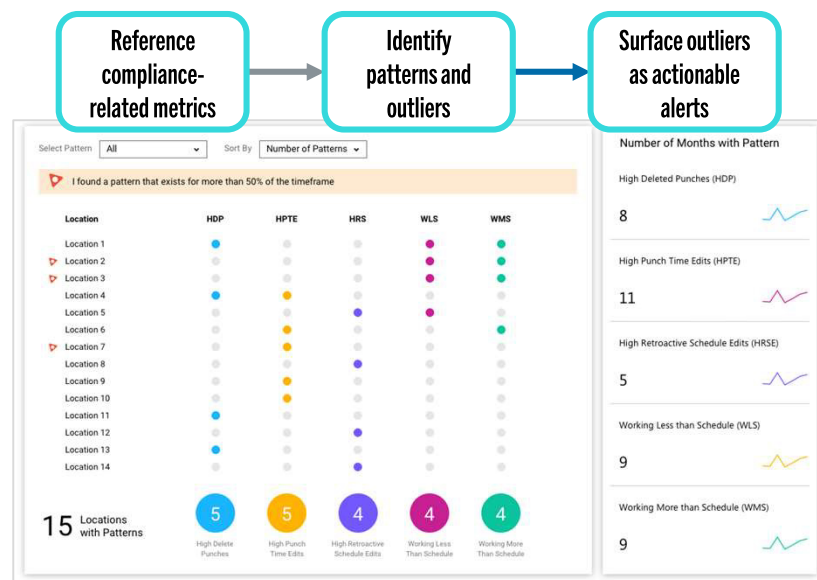 Reference
compliance-
related metrics
Identify
patterns and
outliers
Surface outliers
as actionable
alerts
Select Pattern All Sort By Number of Patterns
I found a pattern that exists for more than 50% of the timeframe
Location HDP HPTE HRS WLS WMS
Location 1
Location 2
Location 3
Location 4
Location 5
Location 6
Location 7
Location 8
Location 9
Location 10
Location 11
Location 12
Location 13
Location 14
15 Locations
with Patterns
5
High Delete
Punches
5
High Punch
Time Edits
4
High Retroactive
Schedule Edits
4
Working Less
Than Schedule
4
Working More
Than Schedule
Number of Months with Pattern
High Deleted Punches (HDP)
8
High Punch Time Edits (HPTE)
11
High Retroactive Schedule Edits (HRSE)
5
Working Less than Schedule (WLS)
9
Working More than Schedule (WMS)
9